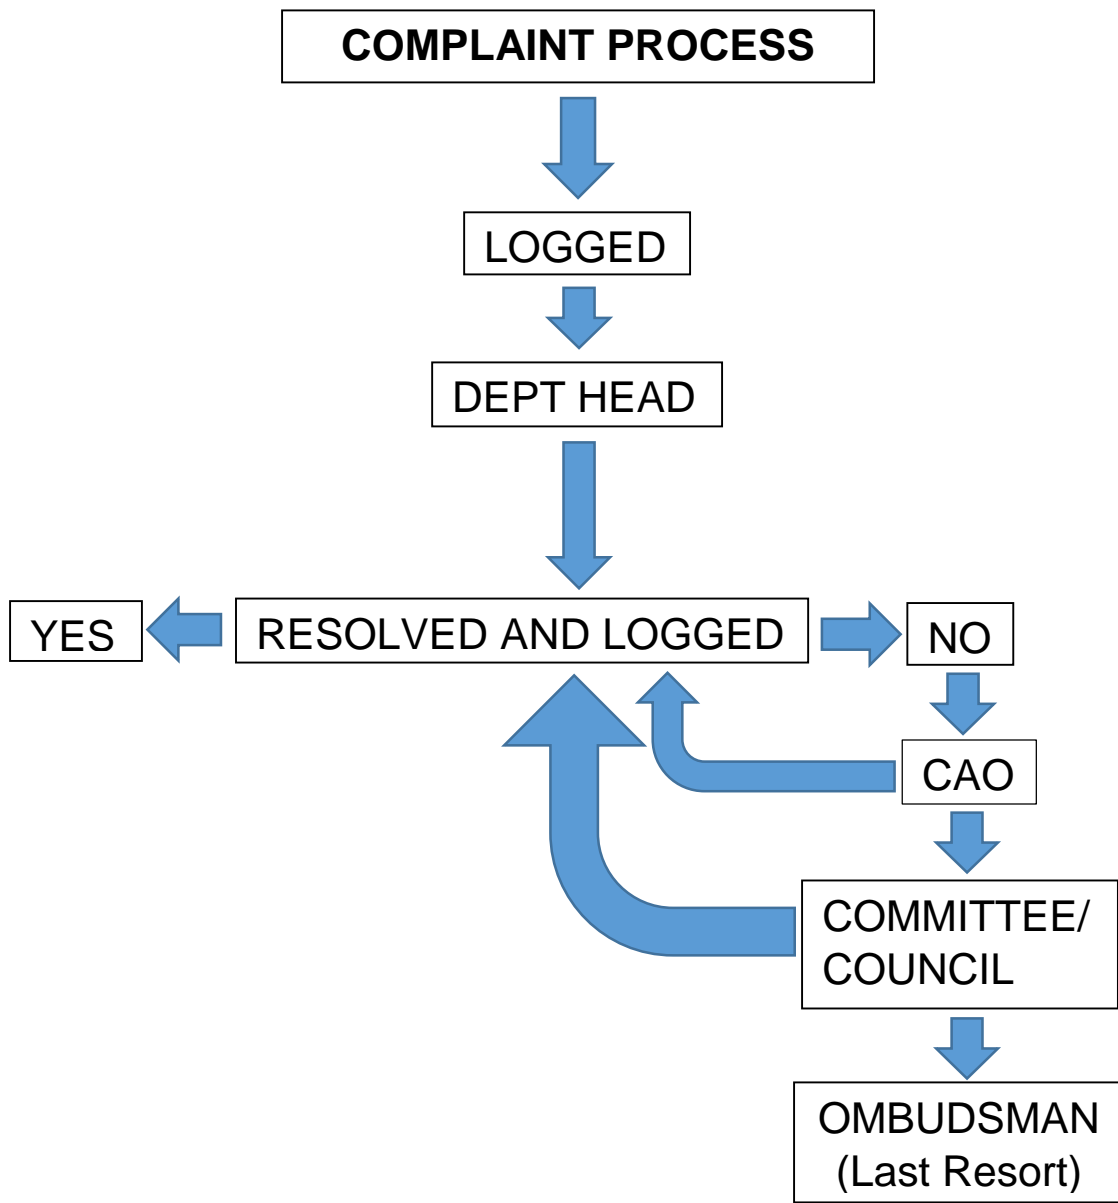 COMPLAINT PROCESS
LOGGED
DEPT HEAD
YES
RESOLVED AND LOGGED
NO
CAO
COMMITTEE/
COUNCIL
OMBUDSMAN
(Last Resort)